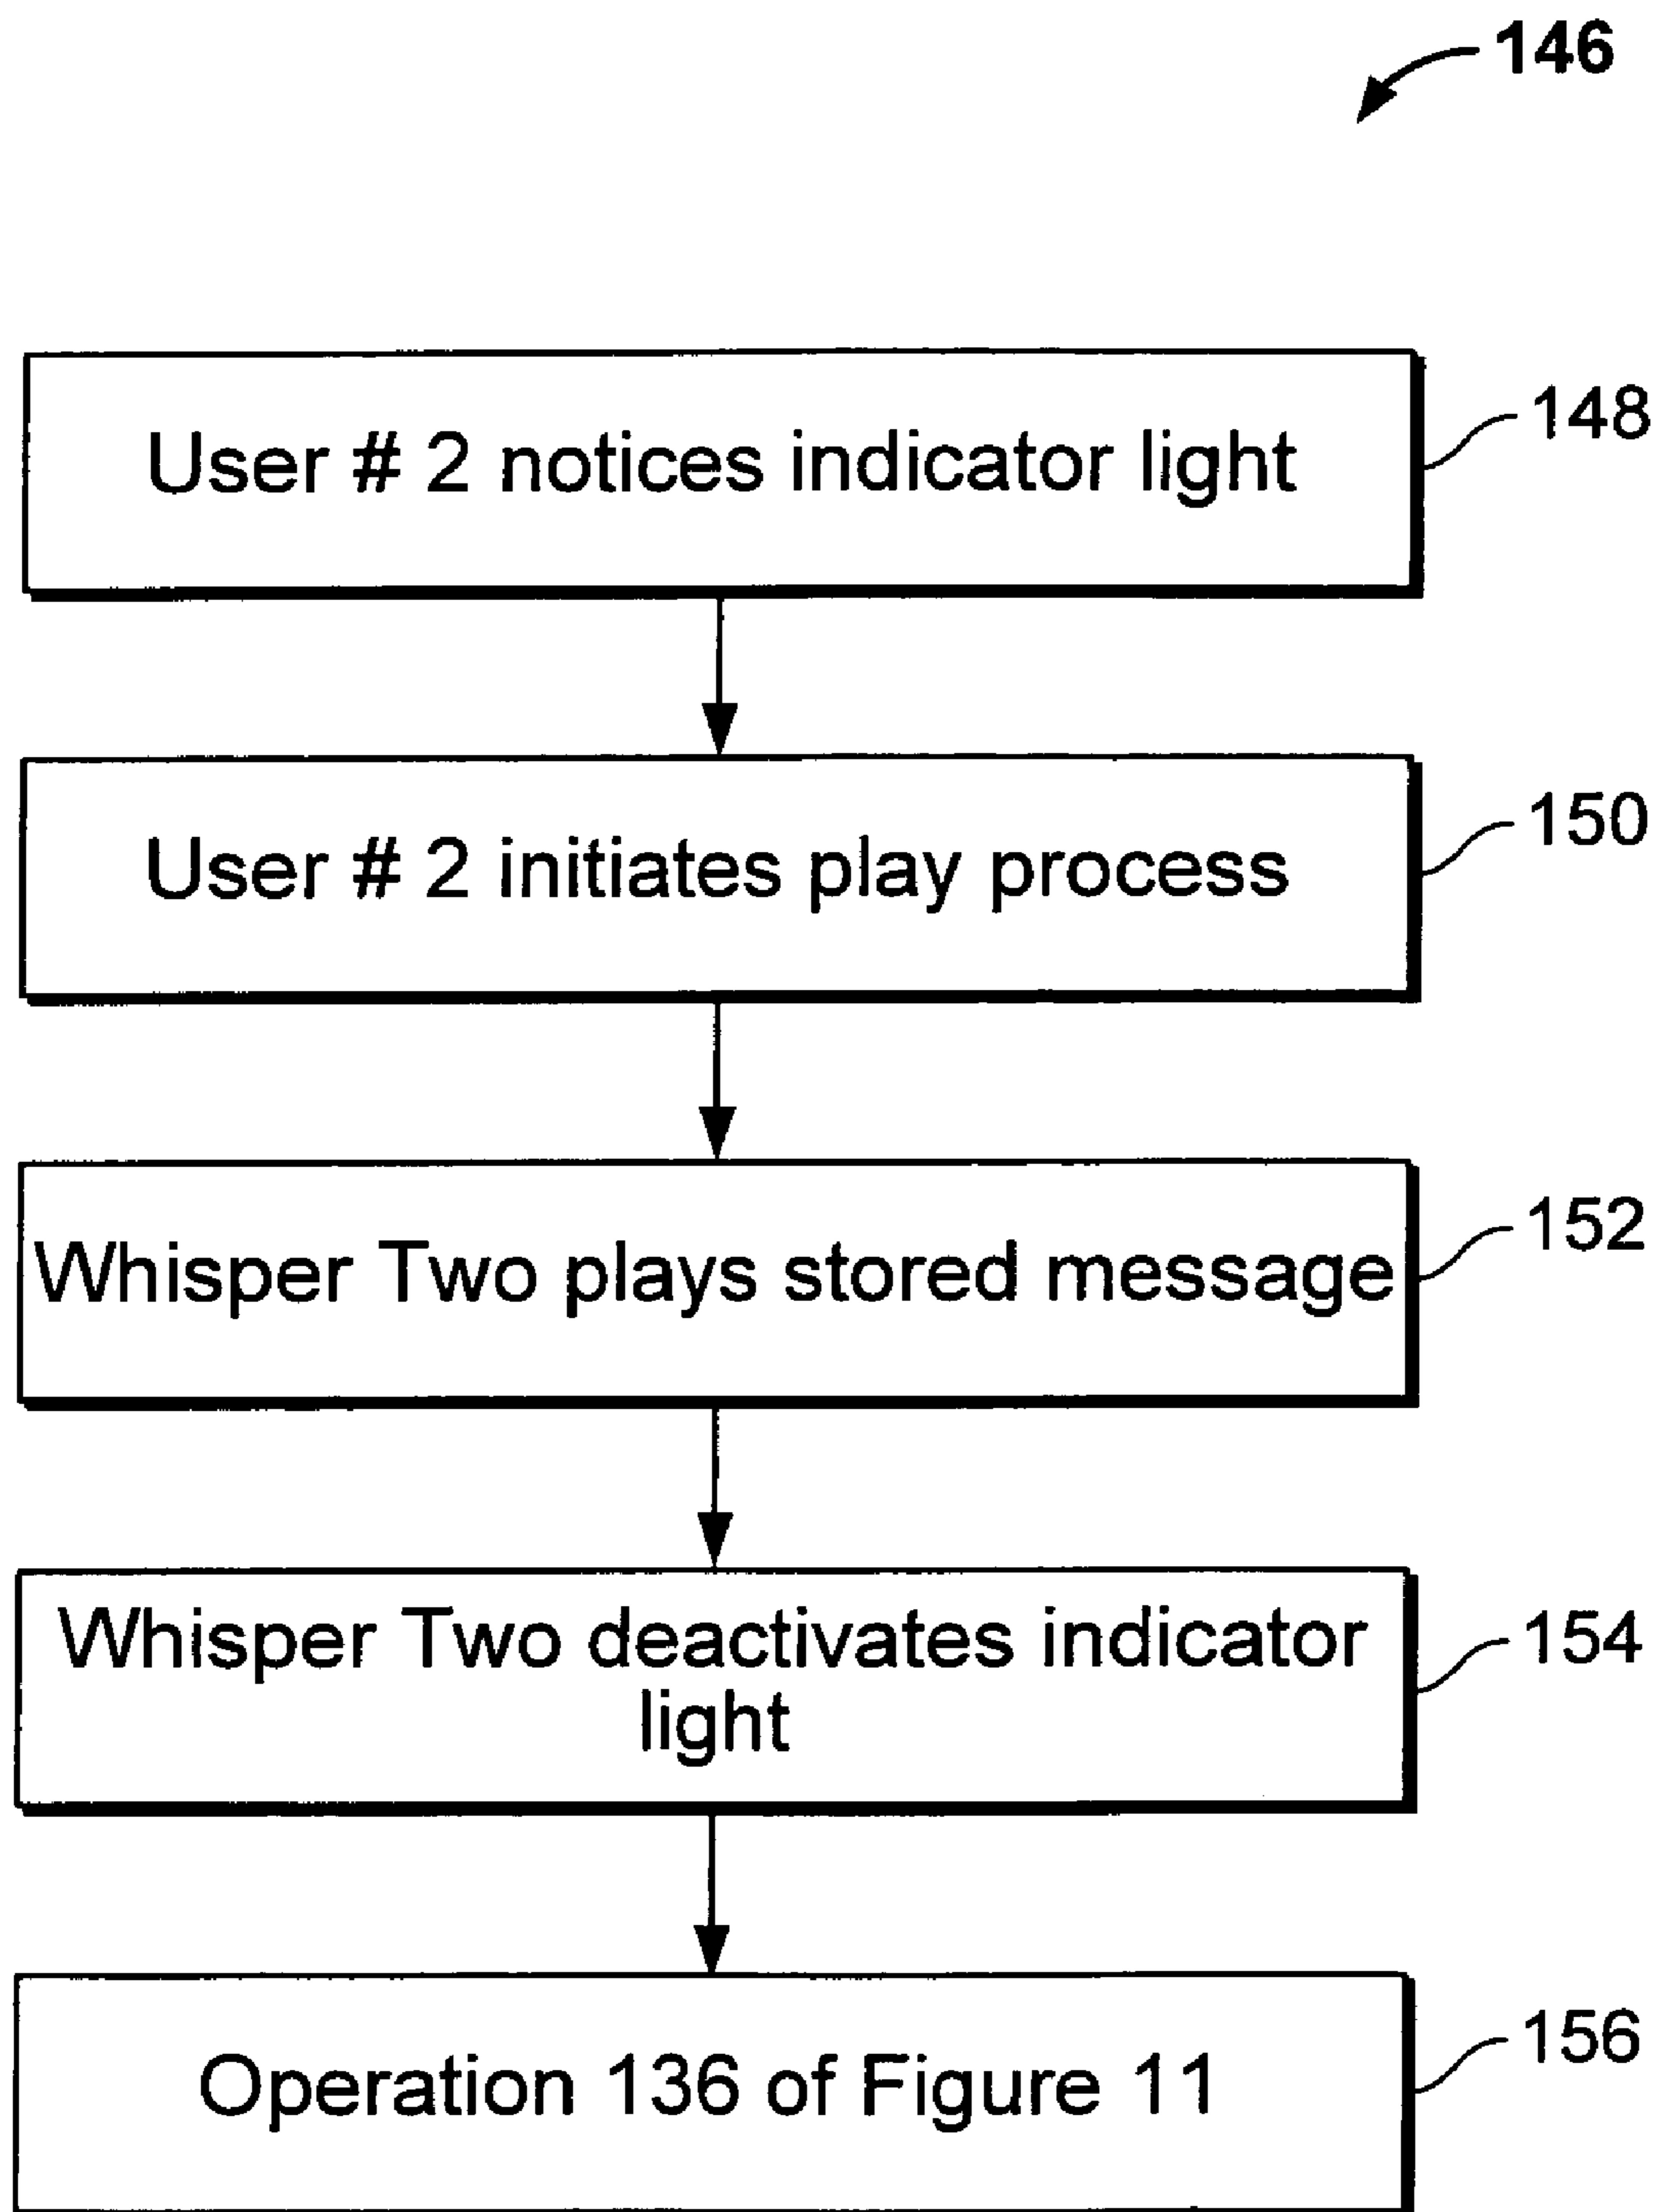 146
User # 2 notices indicator light
148
User # 2 initiates play process
150
Whisper Two plays stored message
152
Whisper Two deactivates indicator
light
154
Operation 136 of Figure 11
156